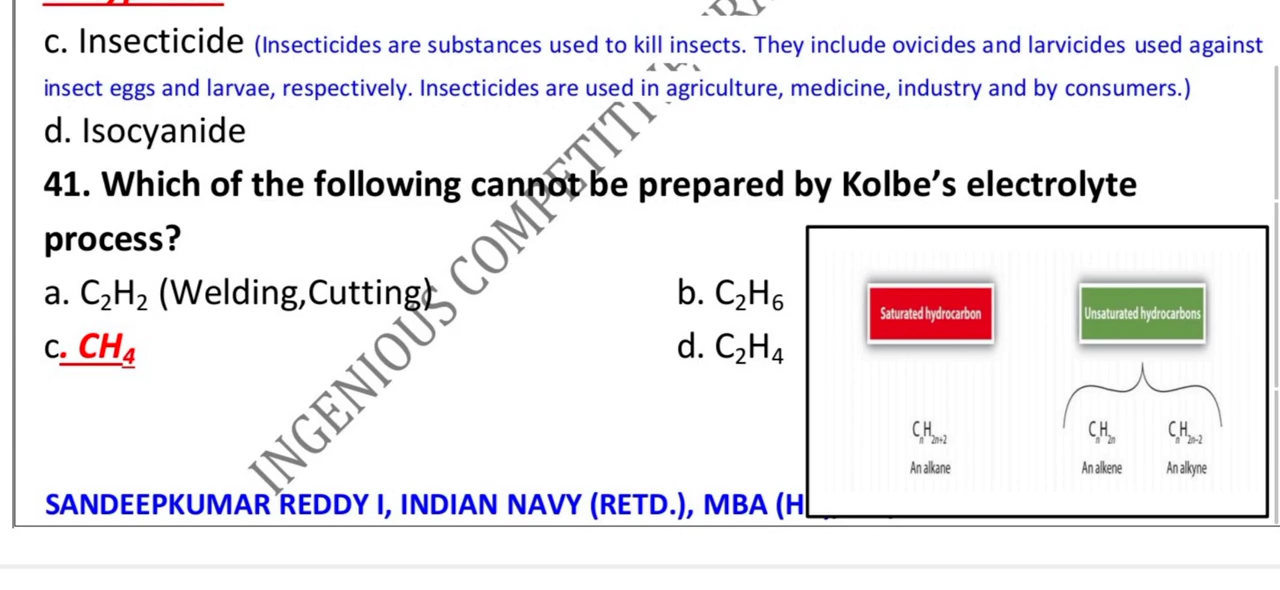 c. Insecticide (Insecticides are substances used to kill insects. They include ovicides and larvicides used against
insect eggs and larvae, respectively. Insecticides are used in agriculture, medicine, industry and by consumers.)
d. Isocyanide
41. Which of the following cannot be prepared by Kolbe's electrolyte
process?
a. C₂H₂ (Welding,Cutting)
b. C₂H₆
c. CH₄
d. C₂H₄
Saturated hydrocarbon
Unsaturated hydrocarbons
CₙH₂ₙ₊₂
CₙH₂ₙ
CₙH₂ₙ₋₂
An alkane
An alkene
An alkyne
INGENIOUS COMPETITI
SANDEEPKUMAR REDDY I, INDIAN NAVY (RETD.), MBA (H